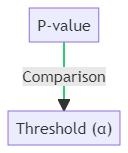 P-value
Comparison
Threshold (α)